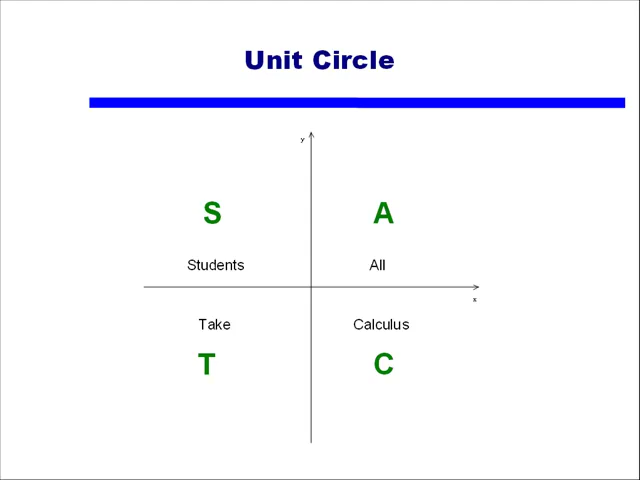 Unit Circle
y
S A
Students All
x
Take Calculus
T C